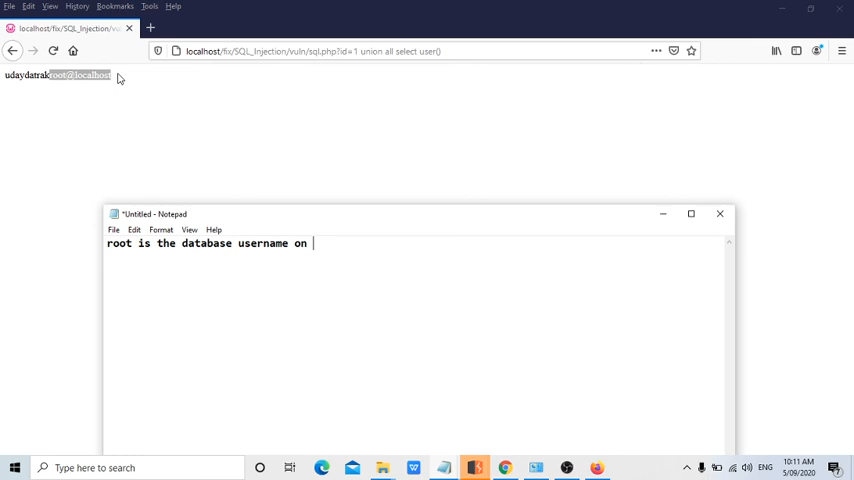 File Edit View History Bookmarks Tools Help
localhost/fix/SQL_Injection/vu
localhost/fix/SQL_Injection/vuln/sql.php?id=1 union all select user()
udaydatrakroot@localhost
*Untitled - Notepad
File Edit Format View Help
root is the database username on
Type here to search
ENG
10:11 AM
5/09/2020